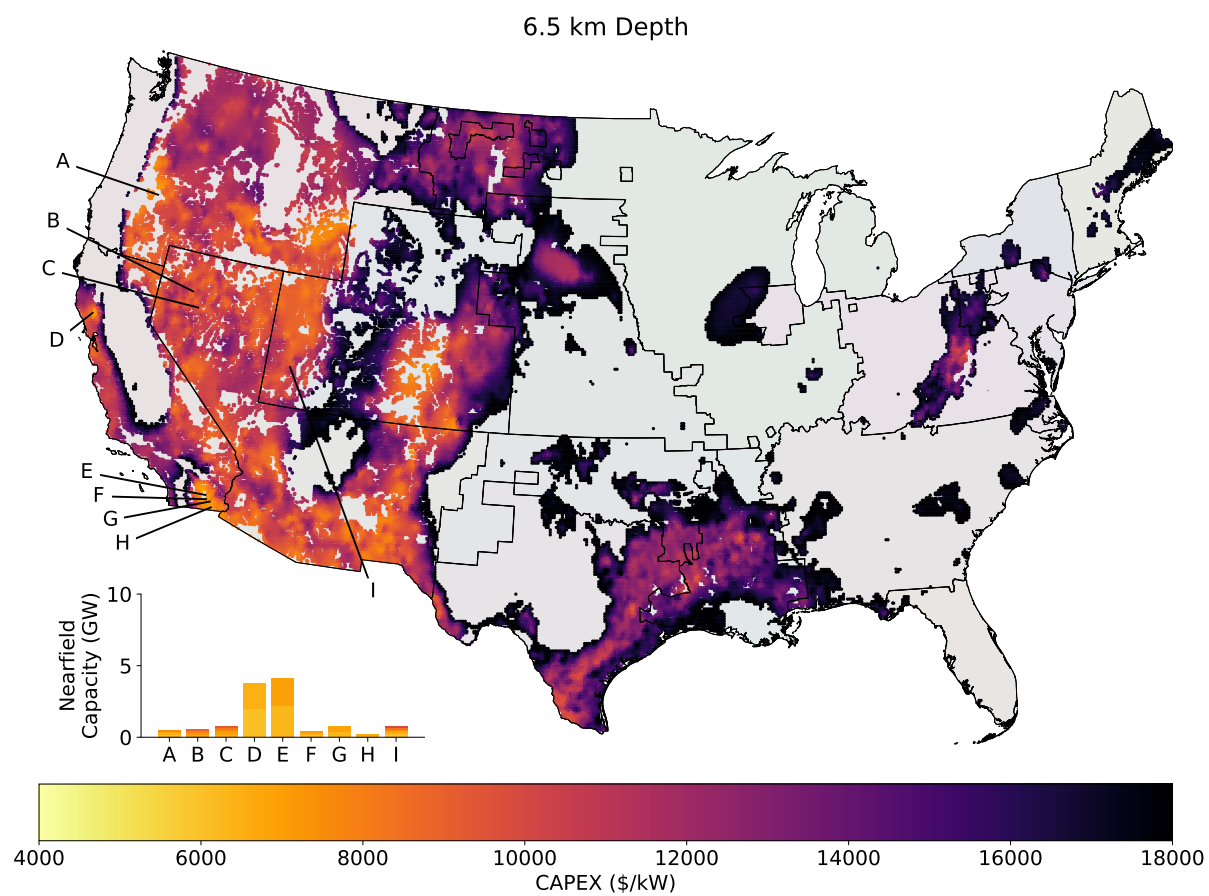 6.5 km Depth
A
B
C
D
E
F
G
H
I
10
5
0
Nearfield
Capacity (GW)
A B C D E F G H I
4000 6000 8000 10000 12000 14000 16000 18000
CAPEX ($/kW)